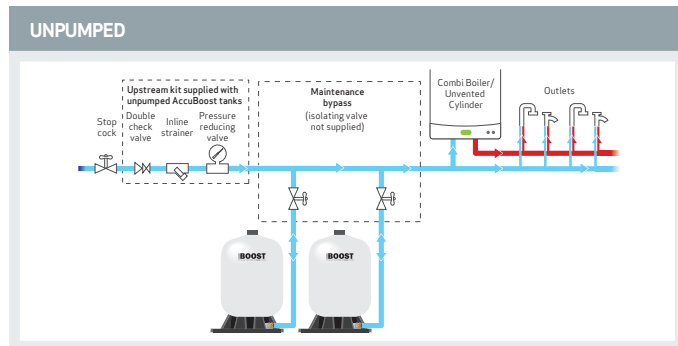 UNPUMPED
Upstream kit supplied with
unpumped AccuBoost tanks
Stop
cock
Double
check
valve
Inline
strainer
Pressure
reducing
valve
Maintenance
bypass
(isolating valve
not supplied)
Combi Boiler/
Unvented
Cylinder
Outlets
BOOST
BOOST